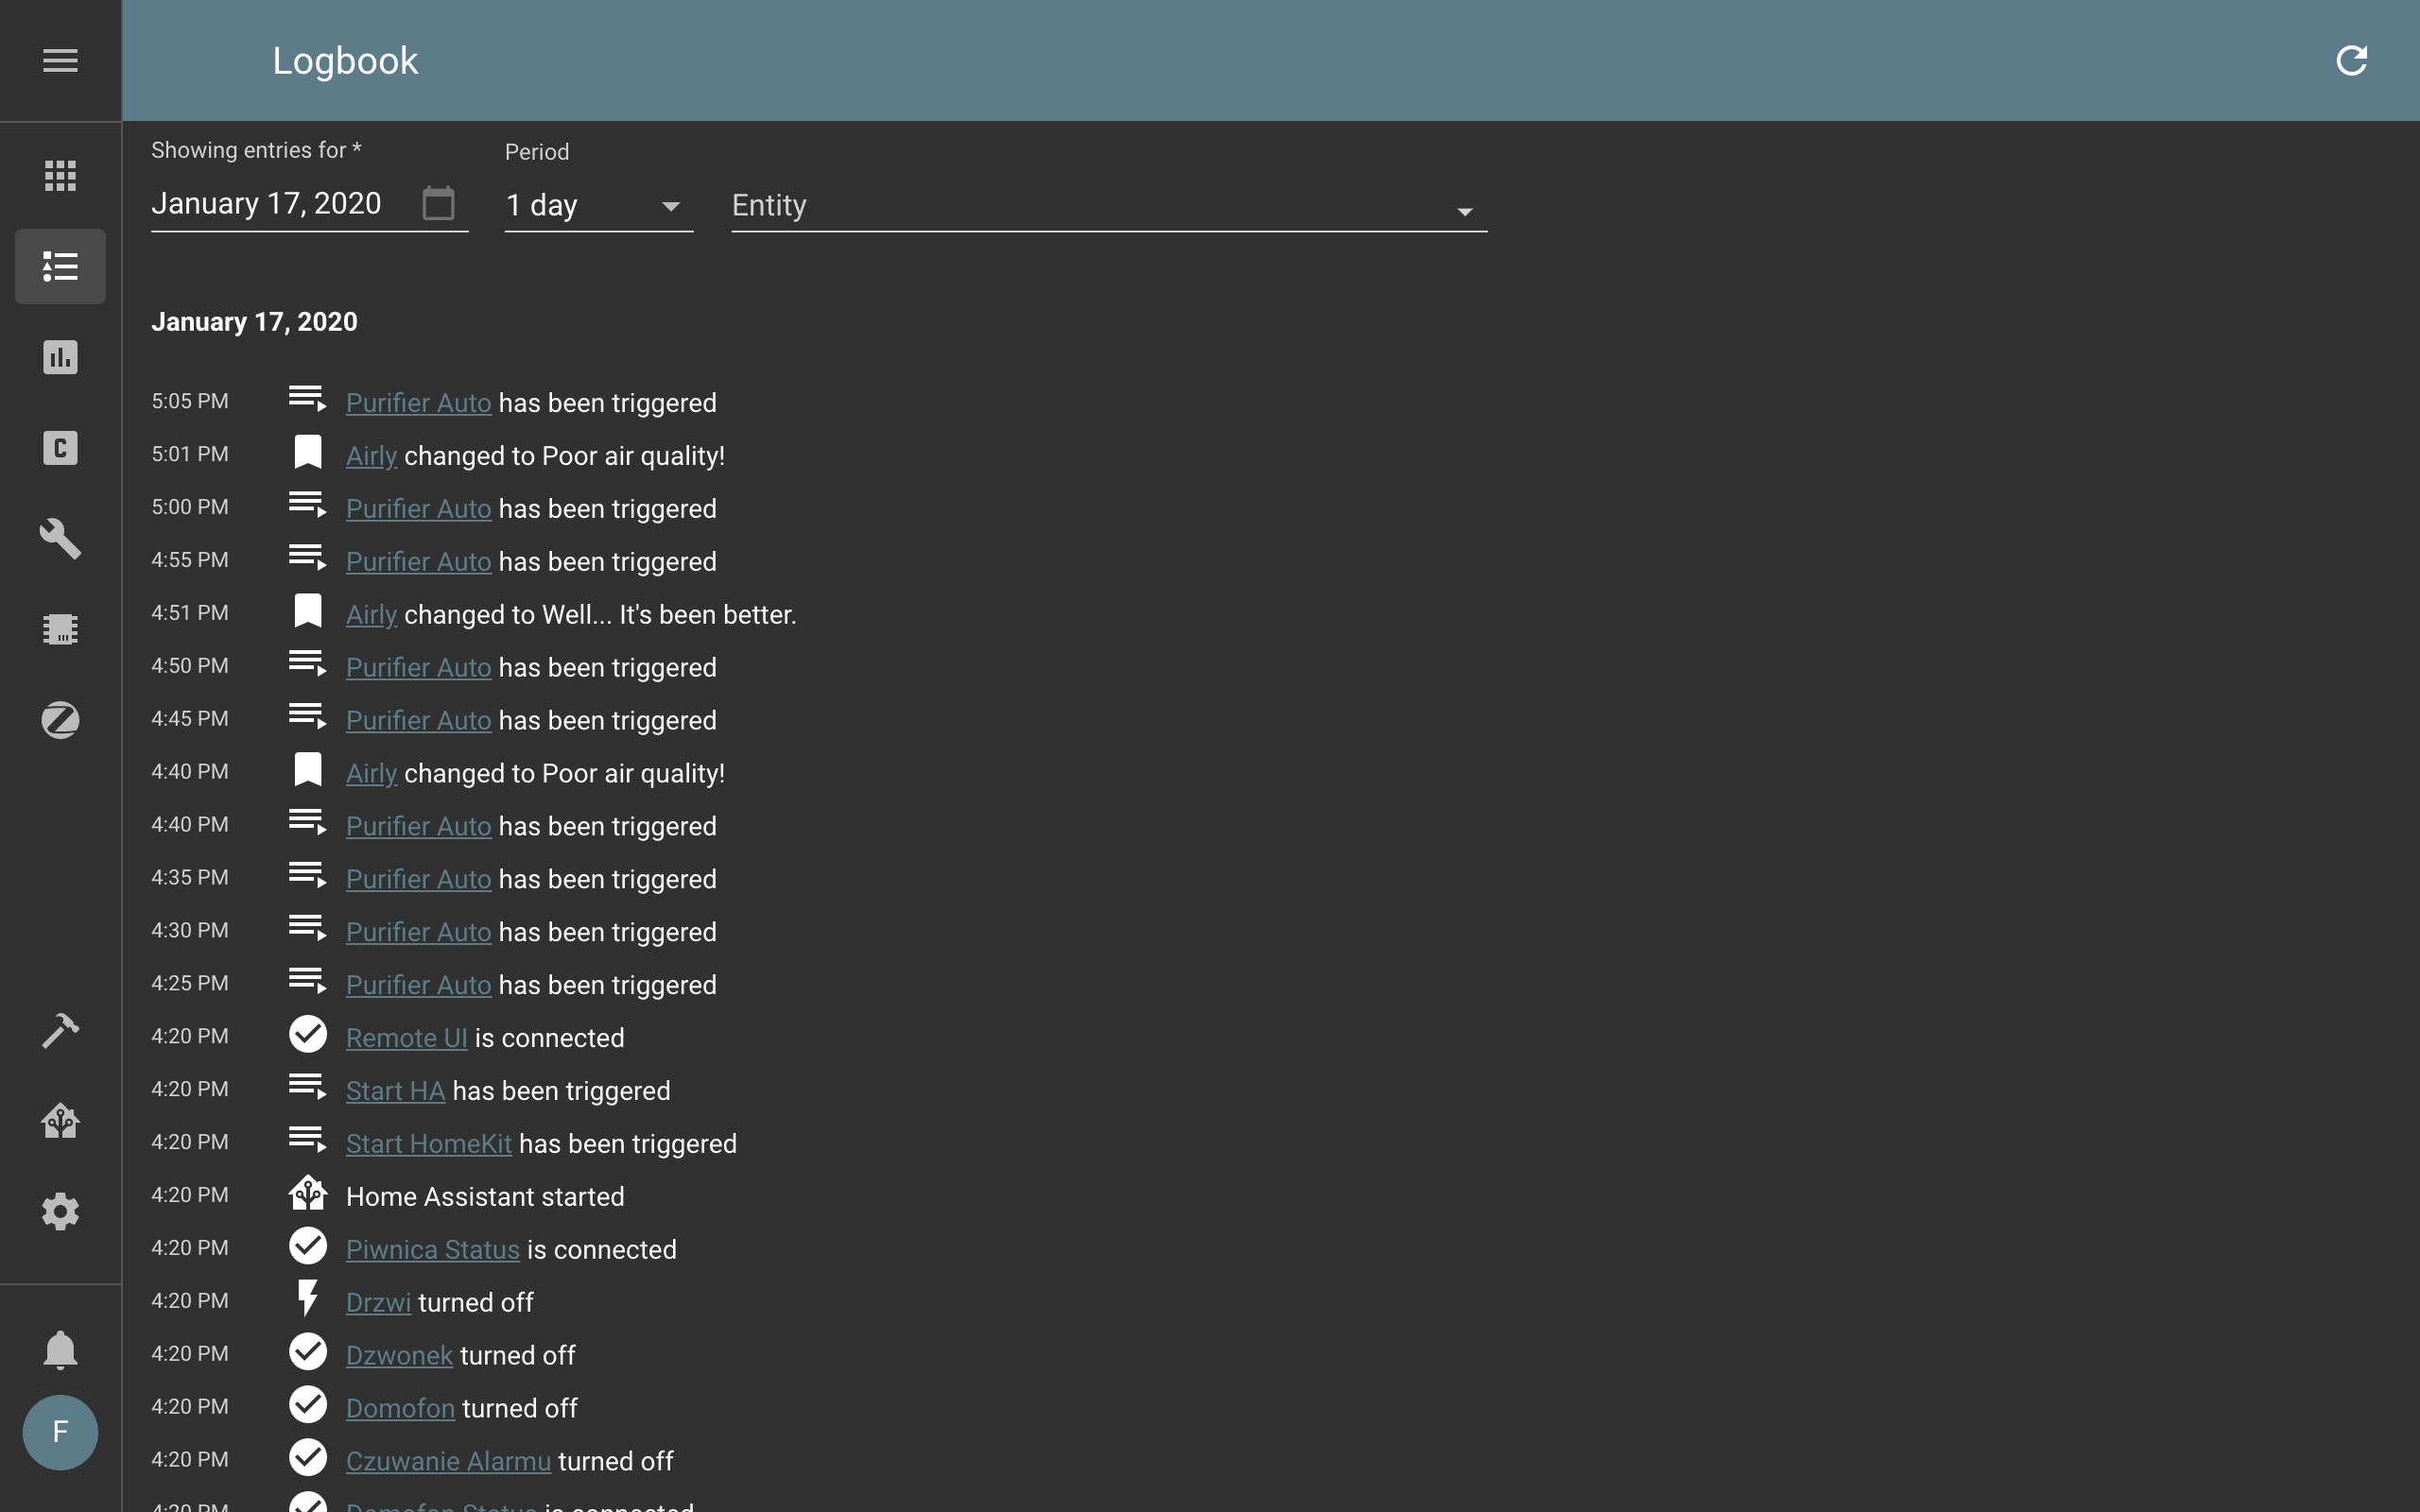 Logbook
Showing entries for *
Period
January 17, 2020
1 day
Entity
January 17, 2020
5:05 PM Purifier Auto has been triggered
5:01 PM Airly changed to Poor air quality!
5:00 PM Purifier Auto has been triggered
4:55 PM Purifier Auto has been triggered
4:51 PM Airly changed to Well... It's been better.
4:50 PM Purifier Auto has been triggered
4:45 PM Purifier Auto has been triggered
4:40 PM Airly changed to Poor air quality!
4:40 PM Purifier Auto has been triggered
4:35 PM Purifier Auto has been triggered
4:30 PM Purifier Auto has been triggered
4:25 PM Purifier Auto has been triggered
4:20 PM Remote UI is connected
4:20 PM Start HA has been triggered
4:20 PM Start HomeKit has been triggered
4:20 PM Home Assistant started
4:20 PM Piwnica Status is connected
4:20 PM Drzwi turned off
4:20 PM Dzwonek turned off
4:20 PM Domofon turned off
4:20 PM Czuwanie Alarmu turned off
4:20 PM Domofon Status is connected
C
F